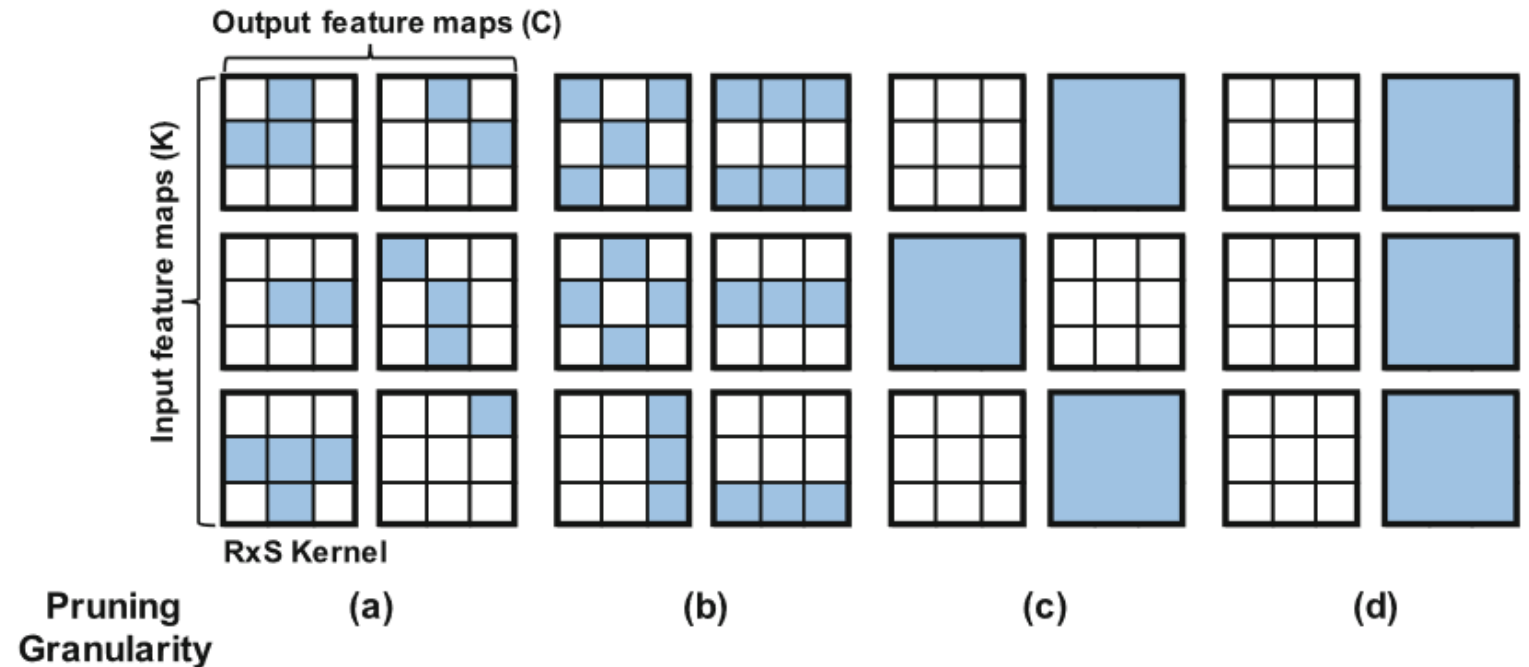 Output feature maps (C)
Input feature maps (K)
RxS Kernel
Pruning
Granularity
(a)
(b)
(c)
(d)